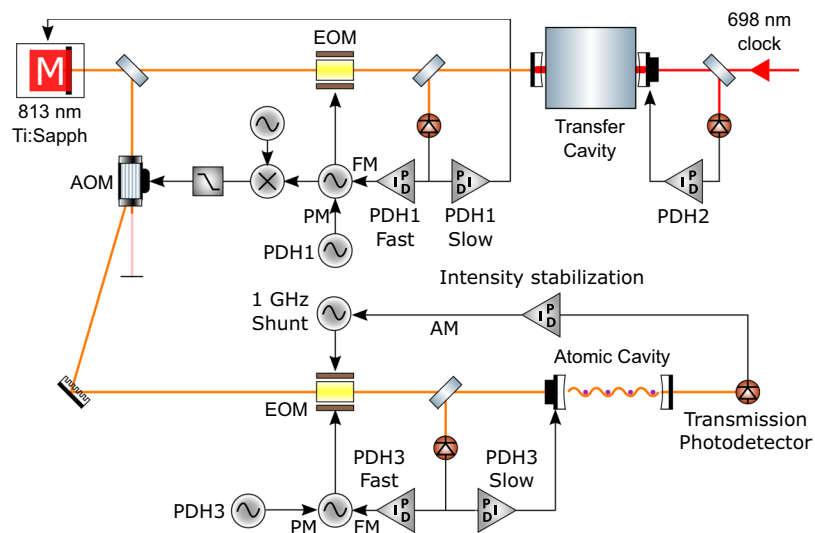 EOM
698 nm
clock
M
813 nm
Ti:Sapph
Transfer
Cavity
AOM
FM
PM
I P D
P I D
I P D
PDH1
Fast
PDH1
Slow
PDH2
PDH1
Intensity stabilization
1 GHz
Shunt
AM
I P D
Atomic Cavity
EOM
Transmission
Photodetector
PDH3
Fast
PDH3
Slow
PDH3
PM
FM
I P D
P I D